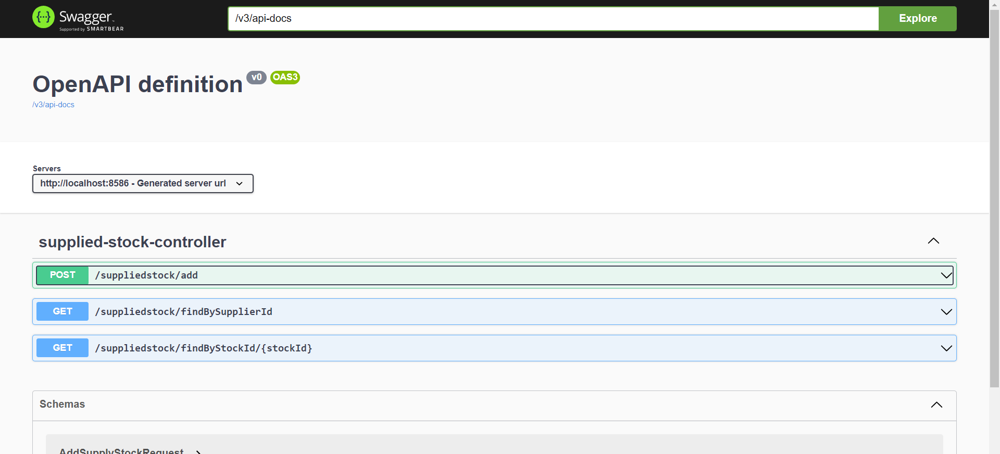 Swagger
Supported by SMARTBEAR
/v3/api-docs
Explore
OpenAPI definition v0 OAS3
/v3/api-docs
Servers
http://localhost:8586 - Generated server url
supplied-stock-controller
POST /suppliedstock/add
GET /suppliedstock/findBySupplierId
GET /suppliedstock/findByStockId/{stockId}
Schemas
AddSupplyStockRequest